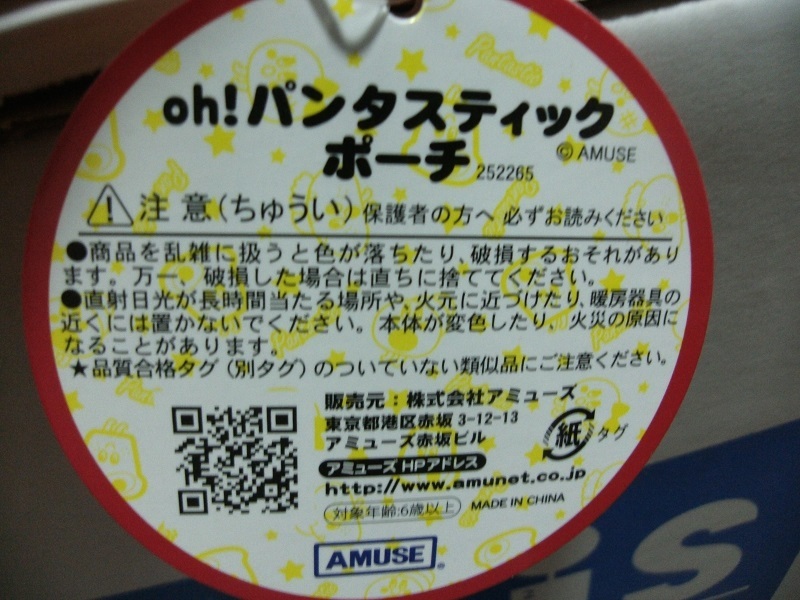 oh!パンタスティック
ポーチ 252265 ©AMUSE
注意(ちゅうい) 保護者の方へ 必ずお読みください
●商品を乱雑に扱うと色が落ちたり、破損するおそれがあり
ます。万一、破損した場合は直ちに捨ててください。
●直射日光が長時間当たる場所や、火元に近づけたり、暖房器具の
近くには置かないでください。本体が変色したり、火災の原因に
なることがあります。
★品質合格タグ(別タグ)のついていない類似品にご注意ください。
販売元:株式会社アミューズ
東京都港区赤坂3-12-13
アミューズ赤坂ビル
紙 タグ
アミューズHPアドレス
http://www.amunet.co.jp
対象年齢:6歳以上 MADE IN CHINA
AMUSE®